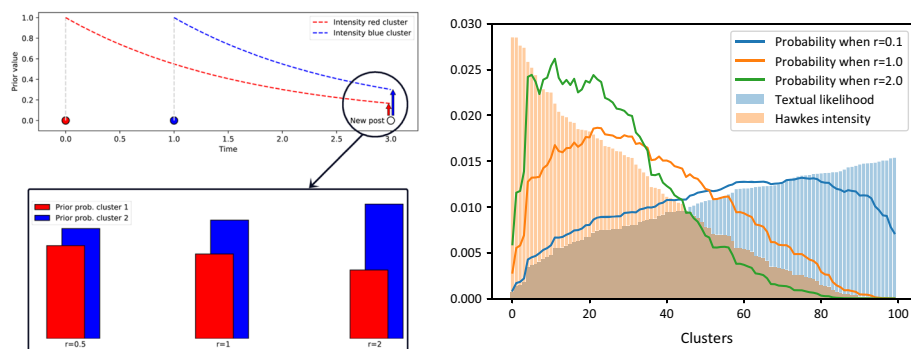 Prior value
1.0
0.8
0.6
0.4
0.2
0.0
Intensity red cluster
Intensity blue cluster
New post
0.0
0.5
1.0
1.5
2.0
2.5
3.0
Time
Prior prob. cluster 1
Prior prob. cluster 2
r=0.5
r=1
r=2
0.030
0.025
0.020
0.015
0.010
0.005
0.000
Probability when r=0.1
Probability when r=1.0
Probability when r=2.0
Textual likelihood
Hawkes intensity
0
20
40
60
80
100
Clusters